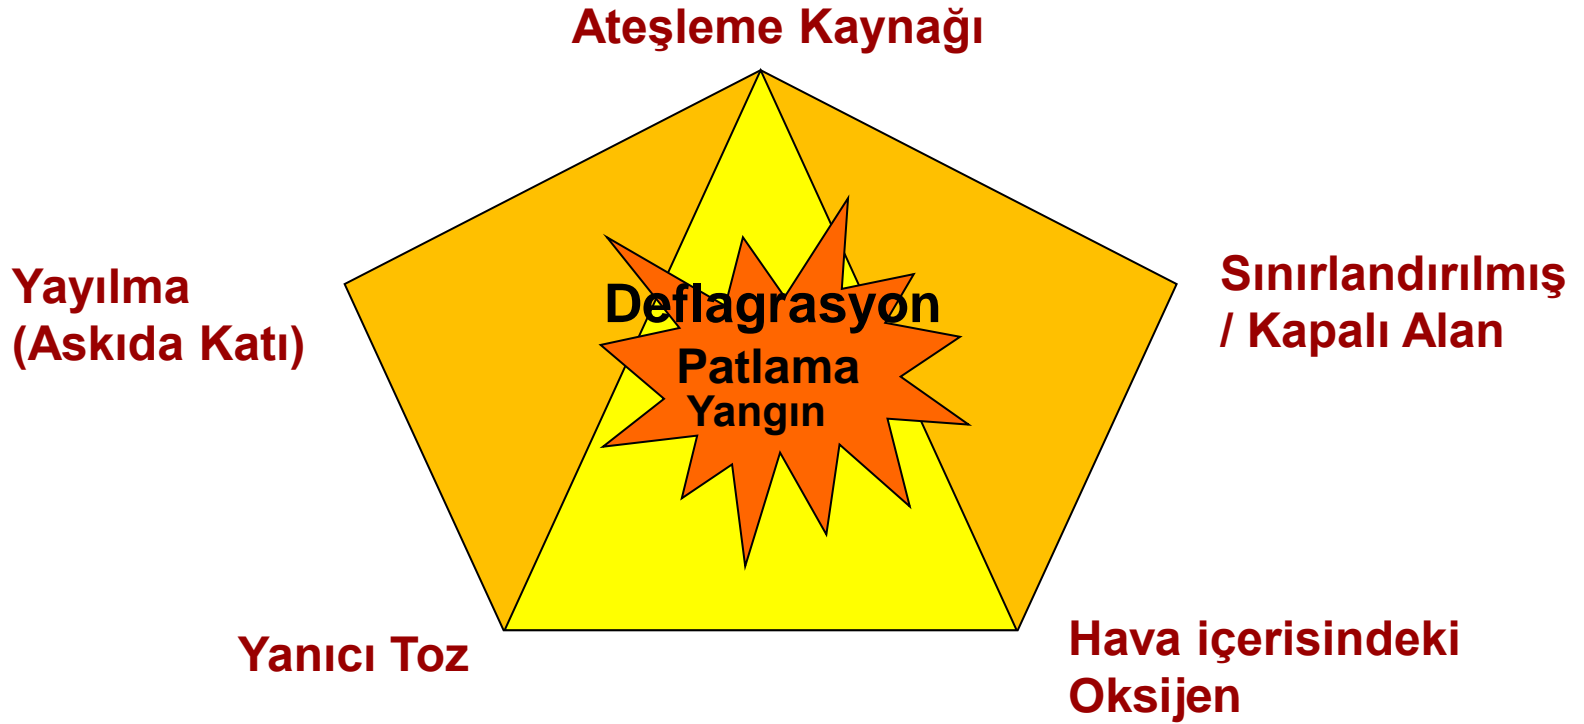 Ateşleme Kaynağı
Yayılma
(Askıda Katı)
Sınırlandırılmış
/ Kapalı Alan
Deflagrasyon
Patlama
Yangın
Yanıcı Toz
Hava içerisindeki
Oksijen